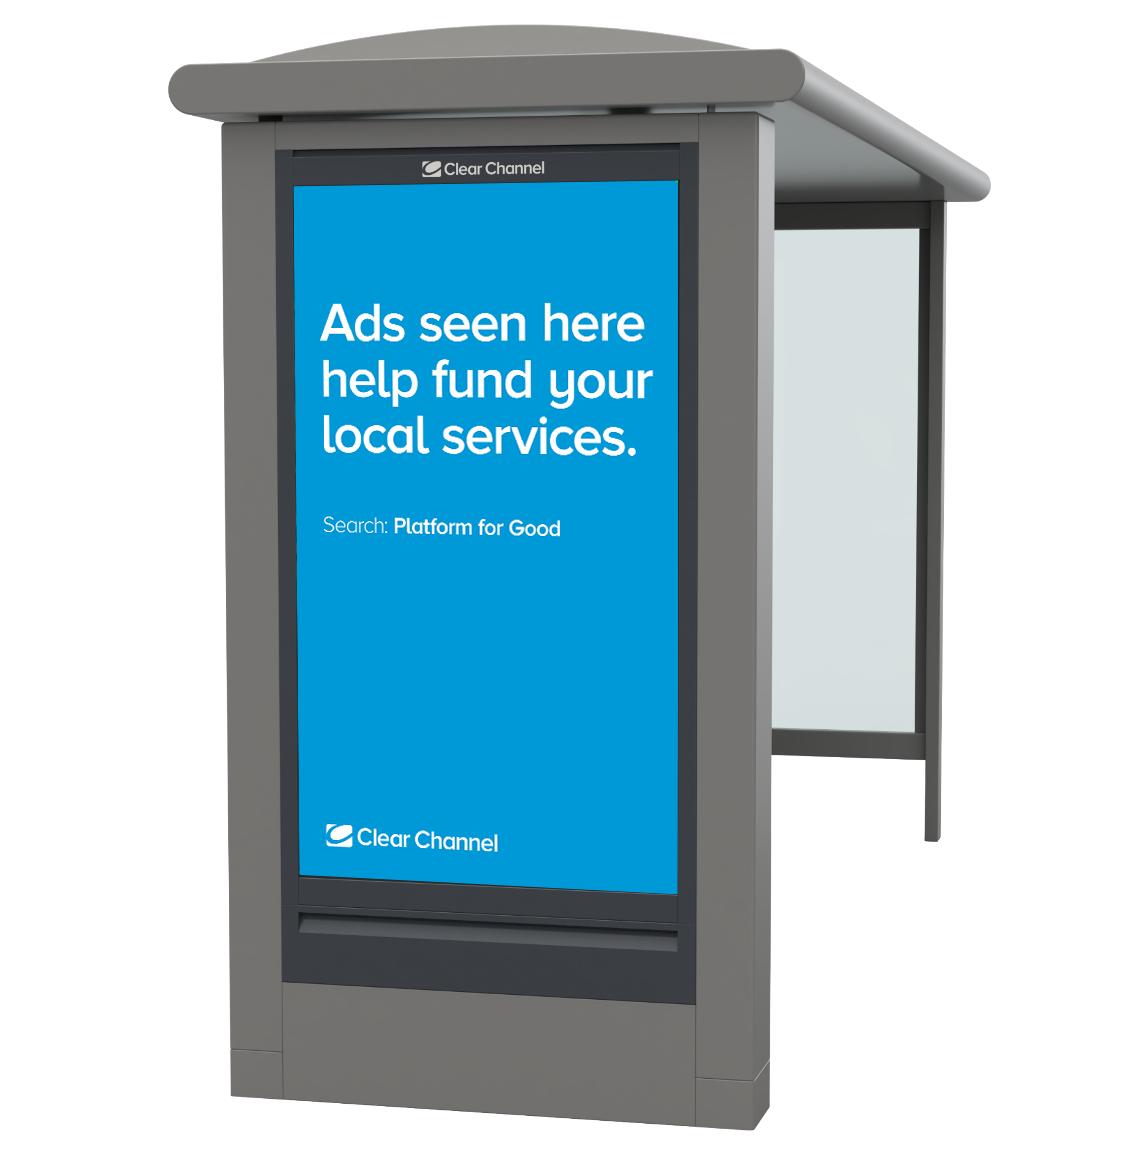 Clear Channel
Ads seen here
help fund your
local services.
Search: Platform for Good
Clear Channel